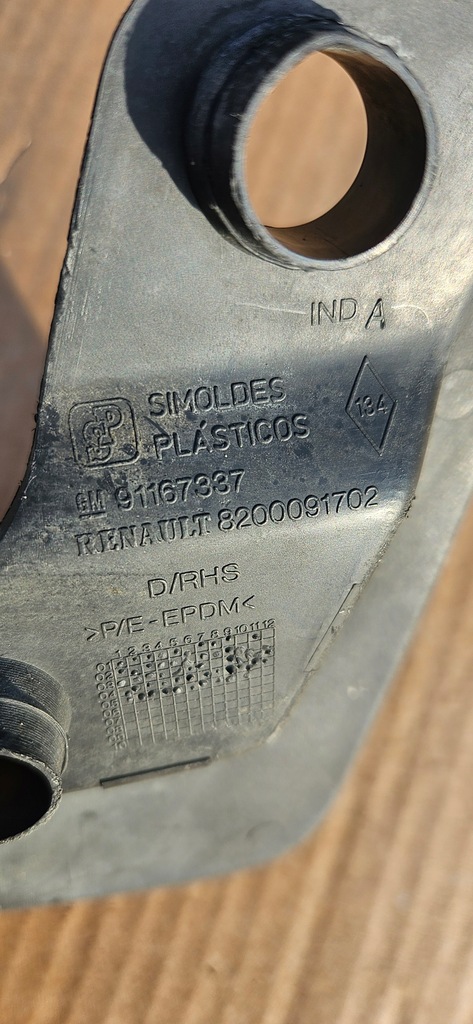 IND A
SIMOLDES
PLÁSTICOS
134
GM 91167337
RENAULT 8200091702
D/RHS
>P/E-EPDM<
1 2 3 4 5 6 7 8 9 10 11 12